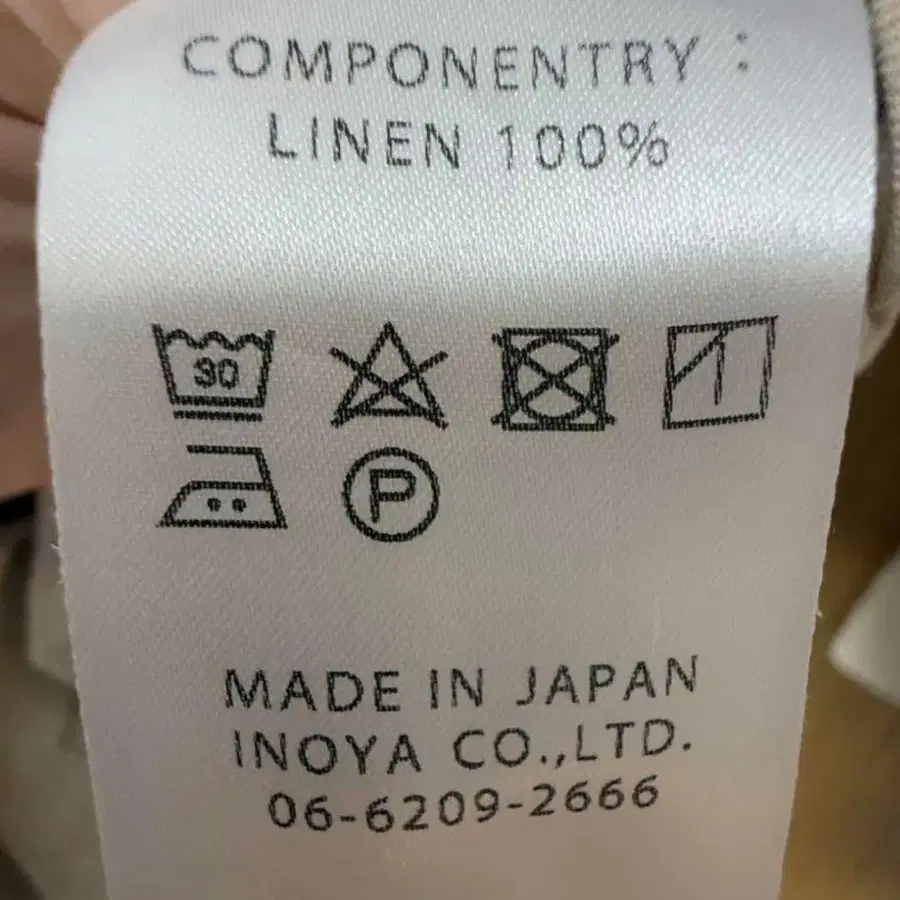 COMPONENTRY :
LINEN 100%
30
P
MADE IN JAPAN
INOYA CO.,LTD.
06-6209-2666